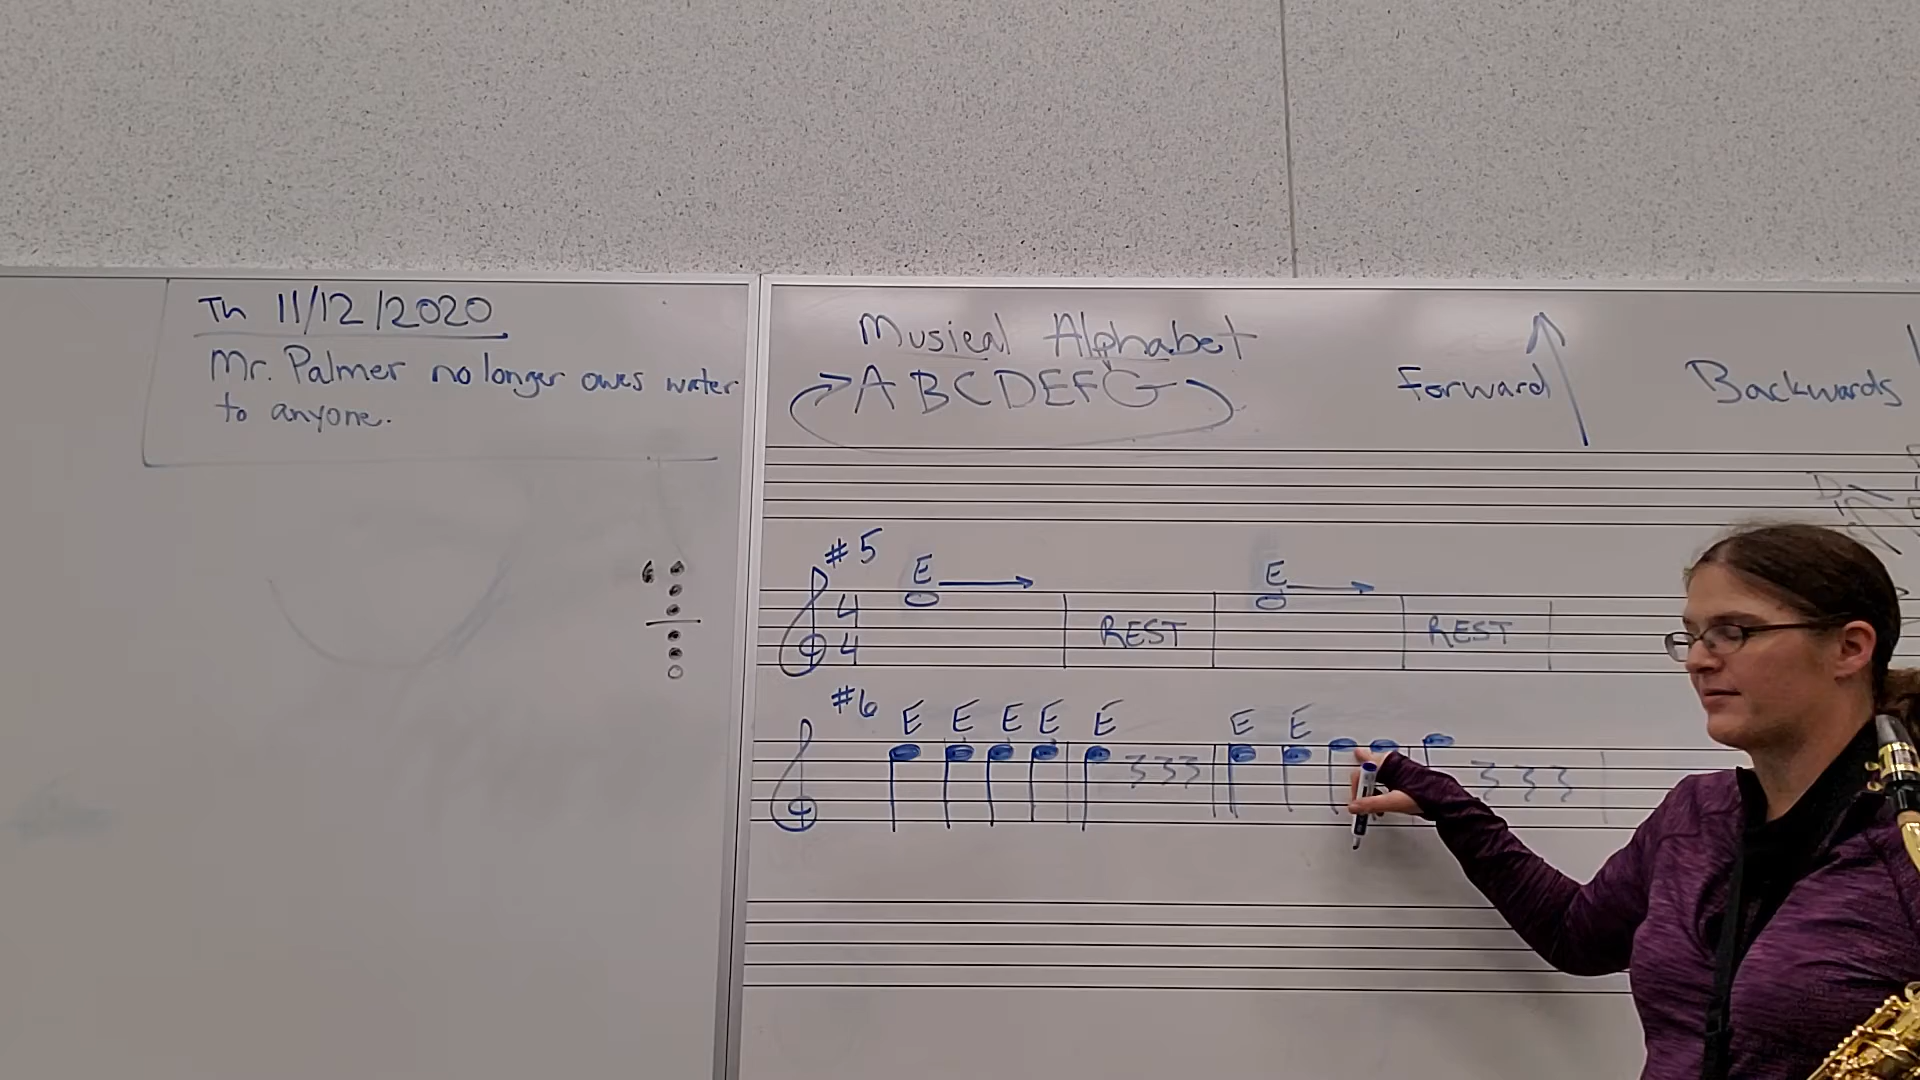 Th 11/12/2020
Mr. Palmer no longer owes water
to anyone.
Musical Alphabet
A B C D E F G
Forward
Backwards
6
#5
E E
4
4
REST REST
#6
E E E E E E E